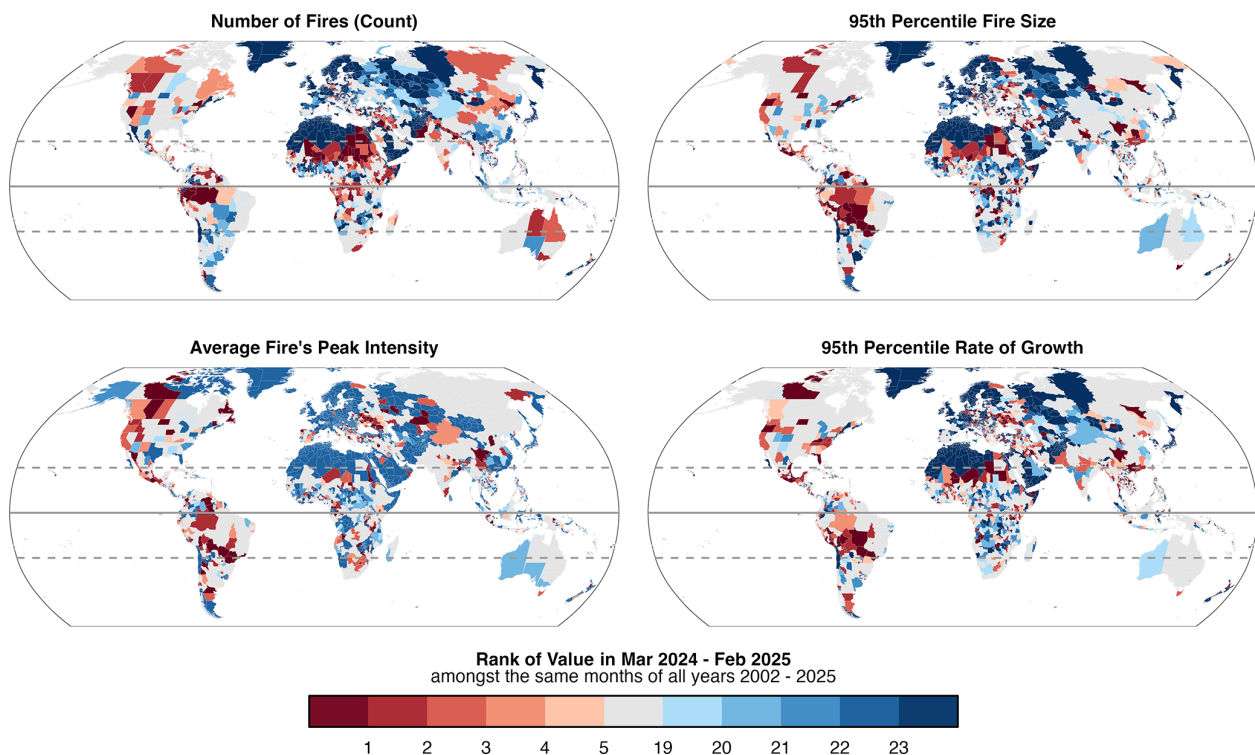 Number of Fires (Count)
95th Percentile Fire Size
Average Fire's Peak Intensity
95th Percentile Rate of Growth
Rank of Value in Mar 2024 - Feb 2025
amongst the same months of all years 2002 - 2025
1 2 3 4 5 19 20 21 22 23